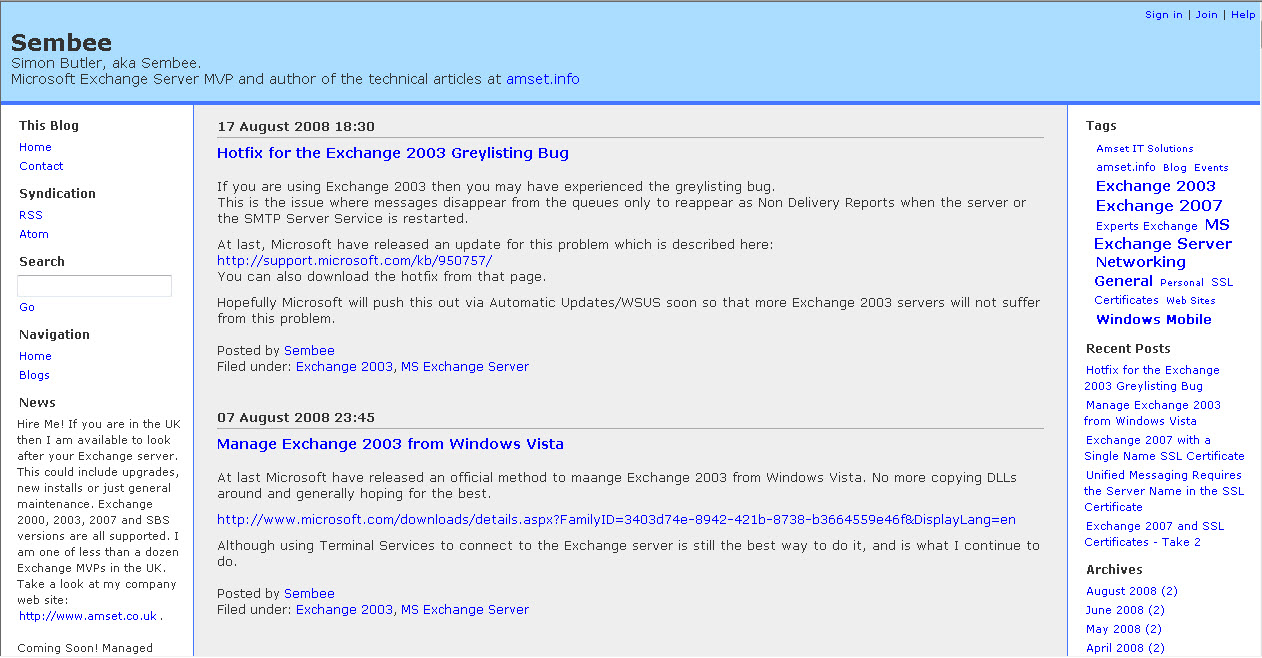 Sign in | Join | Help
Sembee
Simon Butler, aka Sembee.
Microsoft Exchange Server MVP and author of the technical articles at amset.info
This Blog
Home
Contact
Syndication
RSS
Atom
Search
Go
Navigation
Home
Blogs
News
Hire Me! If you are in the UK
then I am available to look
after your Exchange server.
This could include upgrades,
new installs or just general
maintenance. Exchange
2000, 2003, 2007 and SBS
versions are all supported. I
am one of less than a dozen
Exchange MVPs in the UK.
Take a look at my company
web site:
http://www.amset.co.uk .
Coming Soon! Managed
17 August 2008 18:30
Hotfix for the Exchange 2003 Greylisting Bug
If you are using Exchange 2003 then you may have experienced the greylisting bug.
This is the issue where messages disappear from the queues only to reappear as Non Delivery Reports when the server or
the SMTP Server Service is restarted.
At last, Microsoft have released an update for this problem which is described here:
http://support.microsoft.com/kb/950757/
You can also download the hotfix from that page.
Hopefully Microsoft will push this out via Automatic Updates/WSUS soon so that more Exchange 2003 servers will not suffer
from this problem.
Posted by Sembee
Filed under: Exchange 2003, MS Exchange Server
07 August 2008 23:45
Manage Exchange 2003 from Windows Vista
At last Microsoft have released an official method to maange Exchange 2003 from Windows Vista. No more copying DLLs
around and generally hoping for the best.
http://www.microsoft.com/downloads/details.aspx?FamilyID=3403d74e-8942-421b-8738-b3664559e46f&DisplayLang=en
Although using Terminal Services to connect to the Exchange server is still the best way to do it, and is what I continue to
do.
Posted by Sembee
Filed under: Exchange 2003, MS Exchange Server
Tags
Amset IT Solutions
amset.info Blog Events
Exchange 2003
Exchange 2007
Experts Exchange MS
Exchange Server
Networking
General Personal SSL
Certificates Web Sites
Windows Mobile
Recent Posts
Hotfix for the Exchange
2003 Greylisting Bug
Manage Exchange 2003
from Windows Vista
Exchange 2007 with a
Single Name SSL Certificate
Unified Messaging Requires
the Server Name in the SSL
Certificate
Exchange 2007 and SSL
Certificates - Take 2
Archives
August 2008 (2)
June 2008 (2)
May 2008 (2)
April 2008 (2)